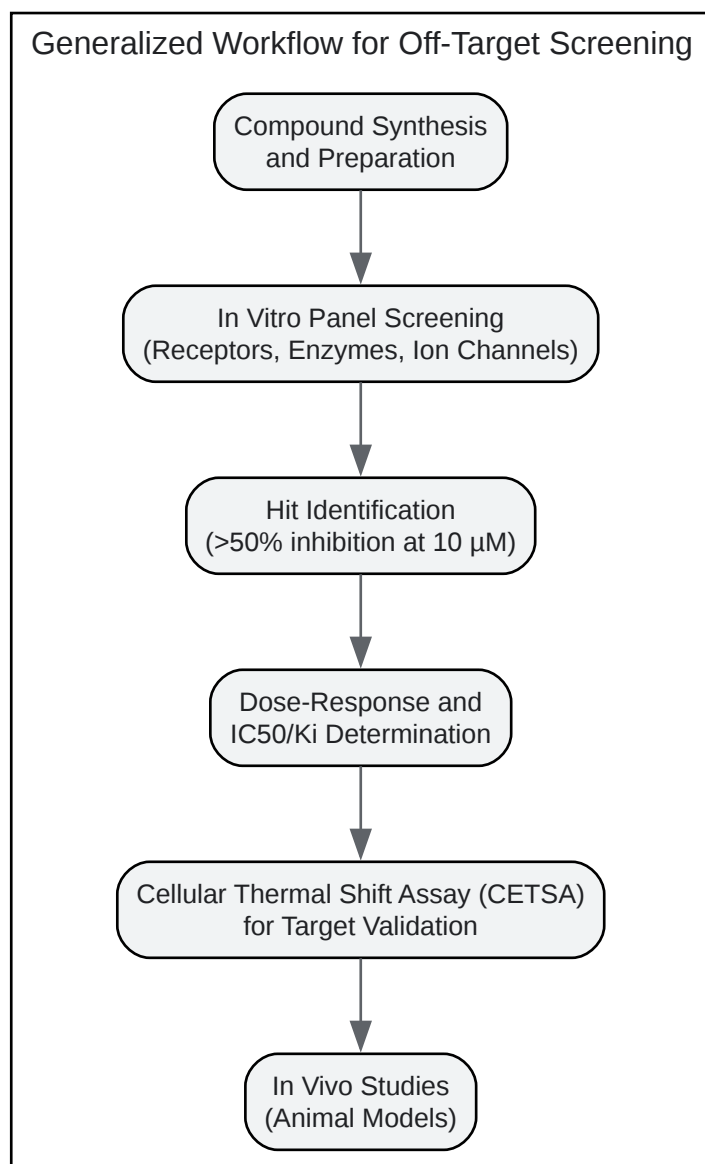 Generalized Workflow for Off-Target Screening
Compound Synthesis
and Preparation
In Vitro Panel Screening
(Receptors, Enzymes, Ion Channels)
Hit Identification
(>50% inhibition at 10 µM)
Dose-Response and
IC50/Ki Determination
Cellular Thermal Shift Assay (CETSA)
for Target Validation
In Vivo Studies
(Animal Models)